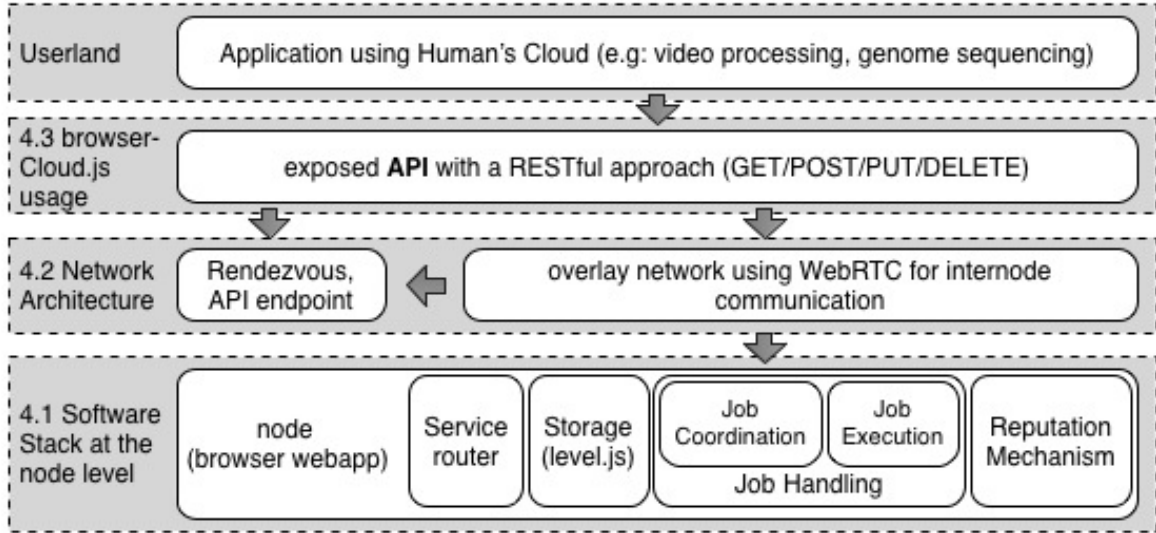 Userland
Application using Human's Cloud (e.g: video processing, genome sequencing)
4.3 browser-
Cloud.js
usage
exposed API with a RESTful approach (GET/POST/PUT/DELETE)
4.2 Network
Architecture
Rendezvous,
API endpoint
overlay network using WebRTC for internode
communication
4.1 Software
Stack at the
node level
node
(browser webapp)
Service
router
Storage
(level.js)
Job
Coordination
Job
Execution
Job Handling
Reputation
Mechanism